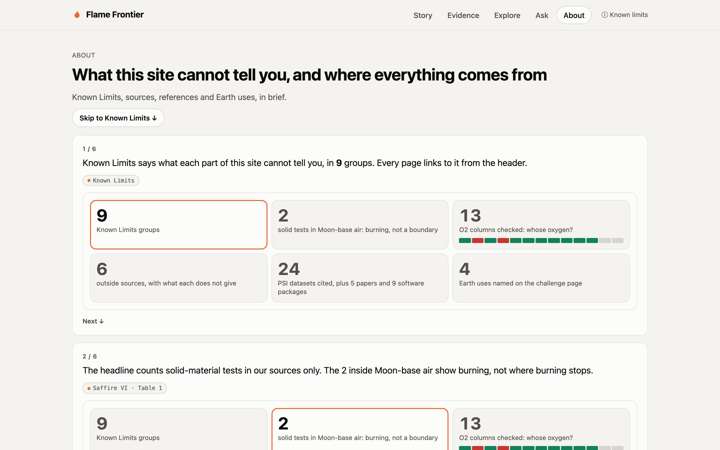 Flame Frontier
Story Evidence Explore Ask About ⓘ Known limits
ABOUT
What this site cannot tell you, and where everything comes from
Known Limits, sources, references and Earth uses, in brief.
Skip to Known Limits ↓
1 / 6
Known Limits says what each part of this site cannot tell you, in 9 groups. Every page links to it from the header.
Known Limits
9
Known Limits groups
2
solid tests in Moon-base air: burning, not a boundary
13
O2 columns checked: whose oxygen?
6
outside sources, with what each does not give
24
PSI datasets cited, plus 5 papers and 9 software
packages
4
Earth uses named on the challenge page
Next ↓
2 / 6
The headline counts solid-material tests in our sources only. The 2 inside Moon-base air show burning, not where burning stops.
Saffire VI · Table 1
9
Known Limits groups
2
solid tests in Moon-base air: burning, not a boundary
13
O2 columns checked: whose oxygen?